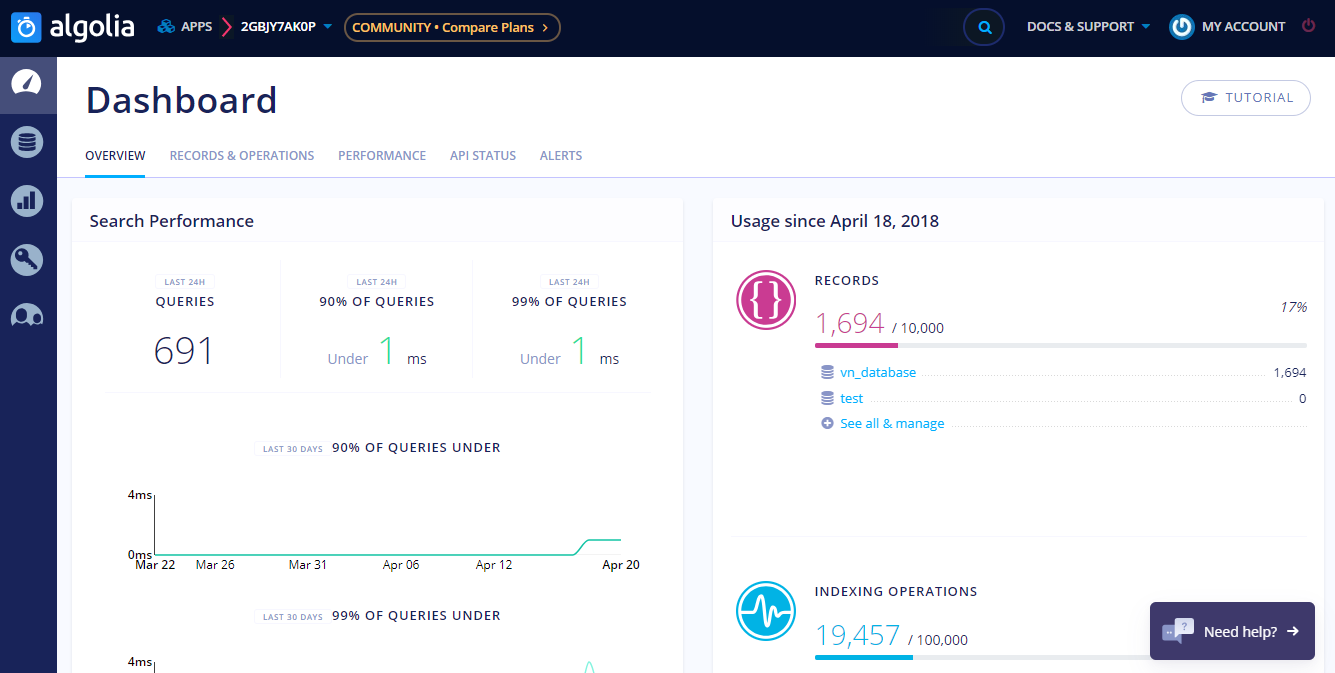 algolia APPS 2GBJY7AK0P COMMUNITY • Compare Plans DOCS & SUPPORT MY ACCOUNT
Dashboard
TUTORIAL
OVERVIEW RECORDS & OPERATIONS PERFORMANCE API STATUS ALERTS
Search Performance
LAST 24H
QUERIES
691
LAST 24H
90% OF QUERIES
Under 1 ms
LAST 24H
99% OF QUERIES
Under 1 ms
LAST 30 DAYS 90% OF QUERIES UNDER
4ms
0ms
Mar 22 Mar 26 Mar 31 Apr 06 Apr 12 Apr 20
LAST 30 DAYS 99% OF QUERIES UNDER
4ms
Usage since April 18, 2018
{ }
RECORDS
17%
1,694 / 10,000
vn_database 1,694
test 0
See all & manage
INDEXING OPERATIONS
19,457 / 100,000
? Need help?